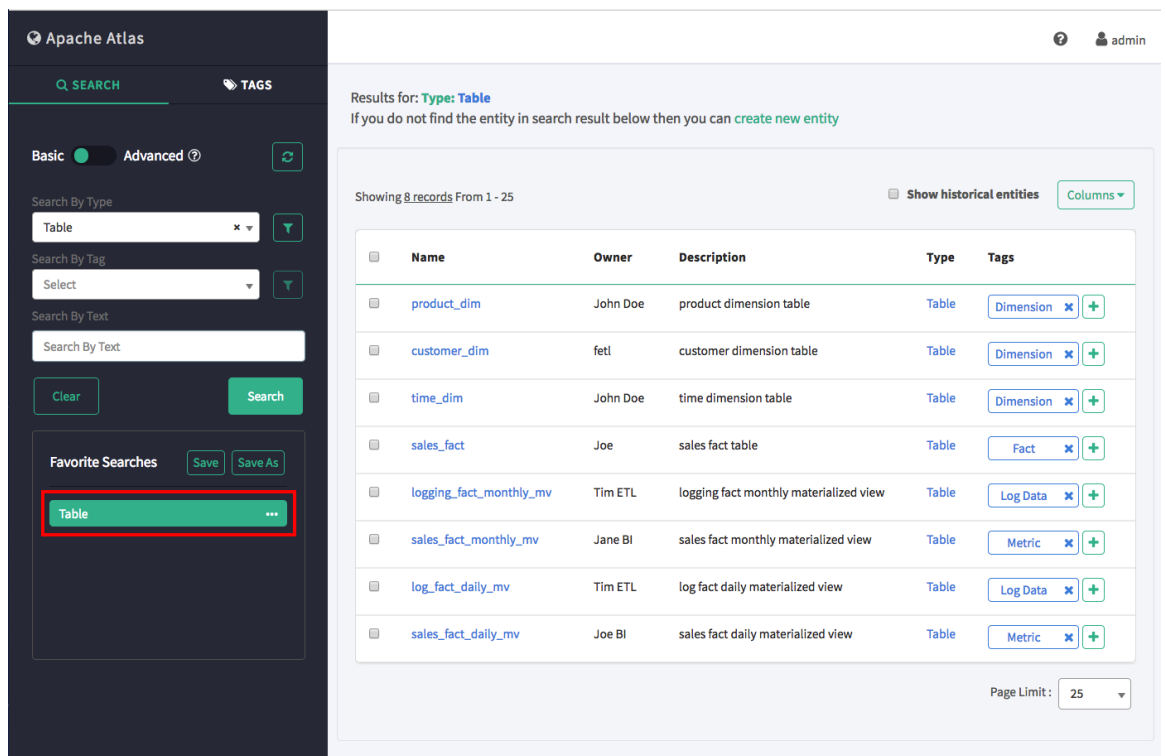 Apache Atlas
admin
SEARCH TAGS
Basic Advanced
Search By Type
Table
Search By Tag
Select
Search By Text
Search By Text
Clear Search
Favorite Searches Save Save As
Table
Results for: Type: Table
If you do not find the entity in search result below then you can create new entity
Showing 8 records From 1 - 25 Show historical entities Columns
Name Owner Description Type Tags
product_dim John Doe product dimension table Table Dimension
customer_dim fetl customer dimension table Table Dimension
time_dim John Doe time dimension table Table Dimension
sales_fact Joe sales fact table Table Fact
logging_fact_monthly_mv Tim ETL logging fact monthly materialized view Table Log Data
sales_fact_monthly_mv Jane BI sales fact monthly materialized view Table Metric
log_fact_daily_mv Tim ETL log fact daily materialized view Table Log Data
sales_fact_daily_mv Joe BI sales fact daily materialized view Table Metric
Page Limit : 25